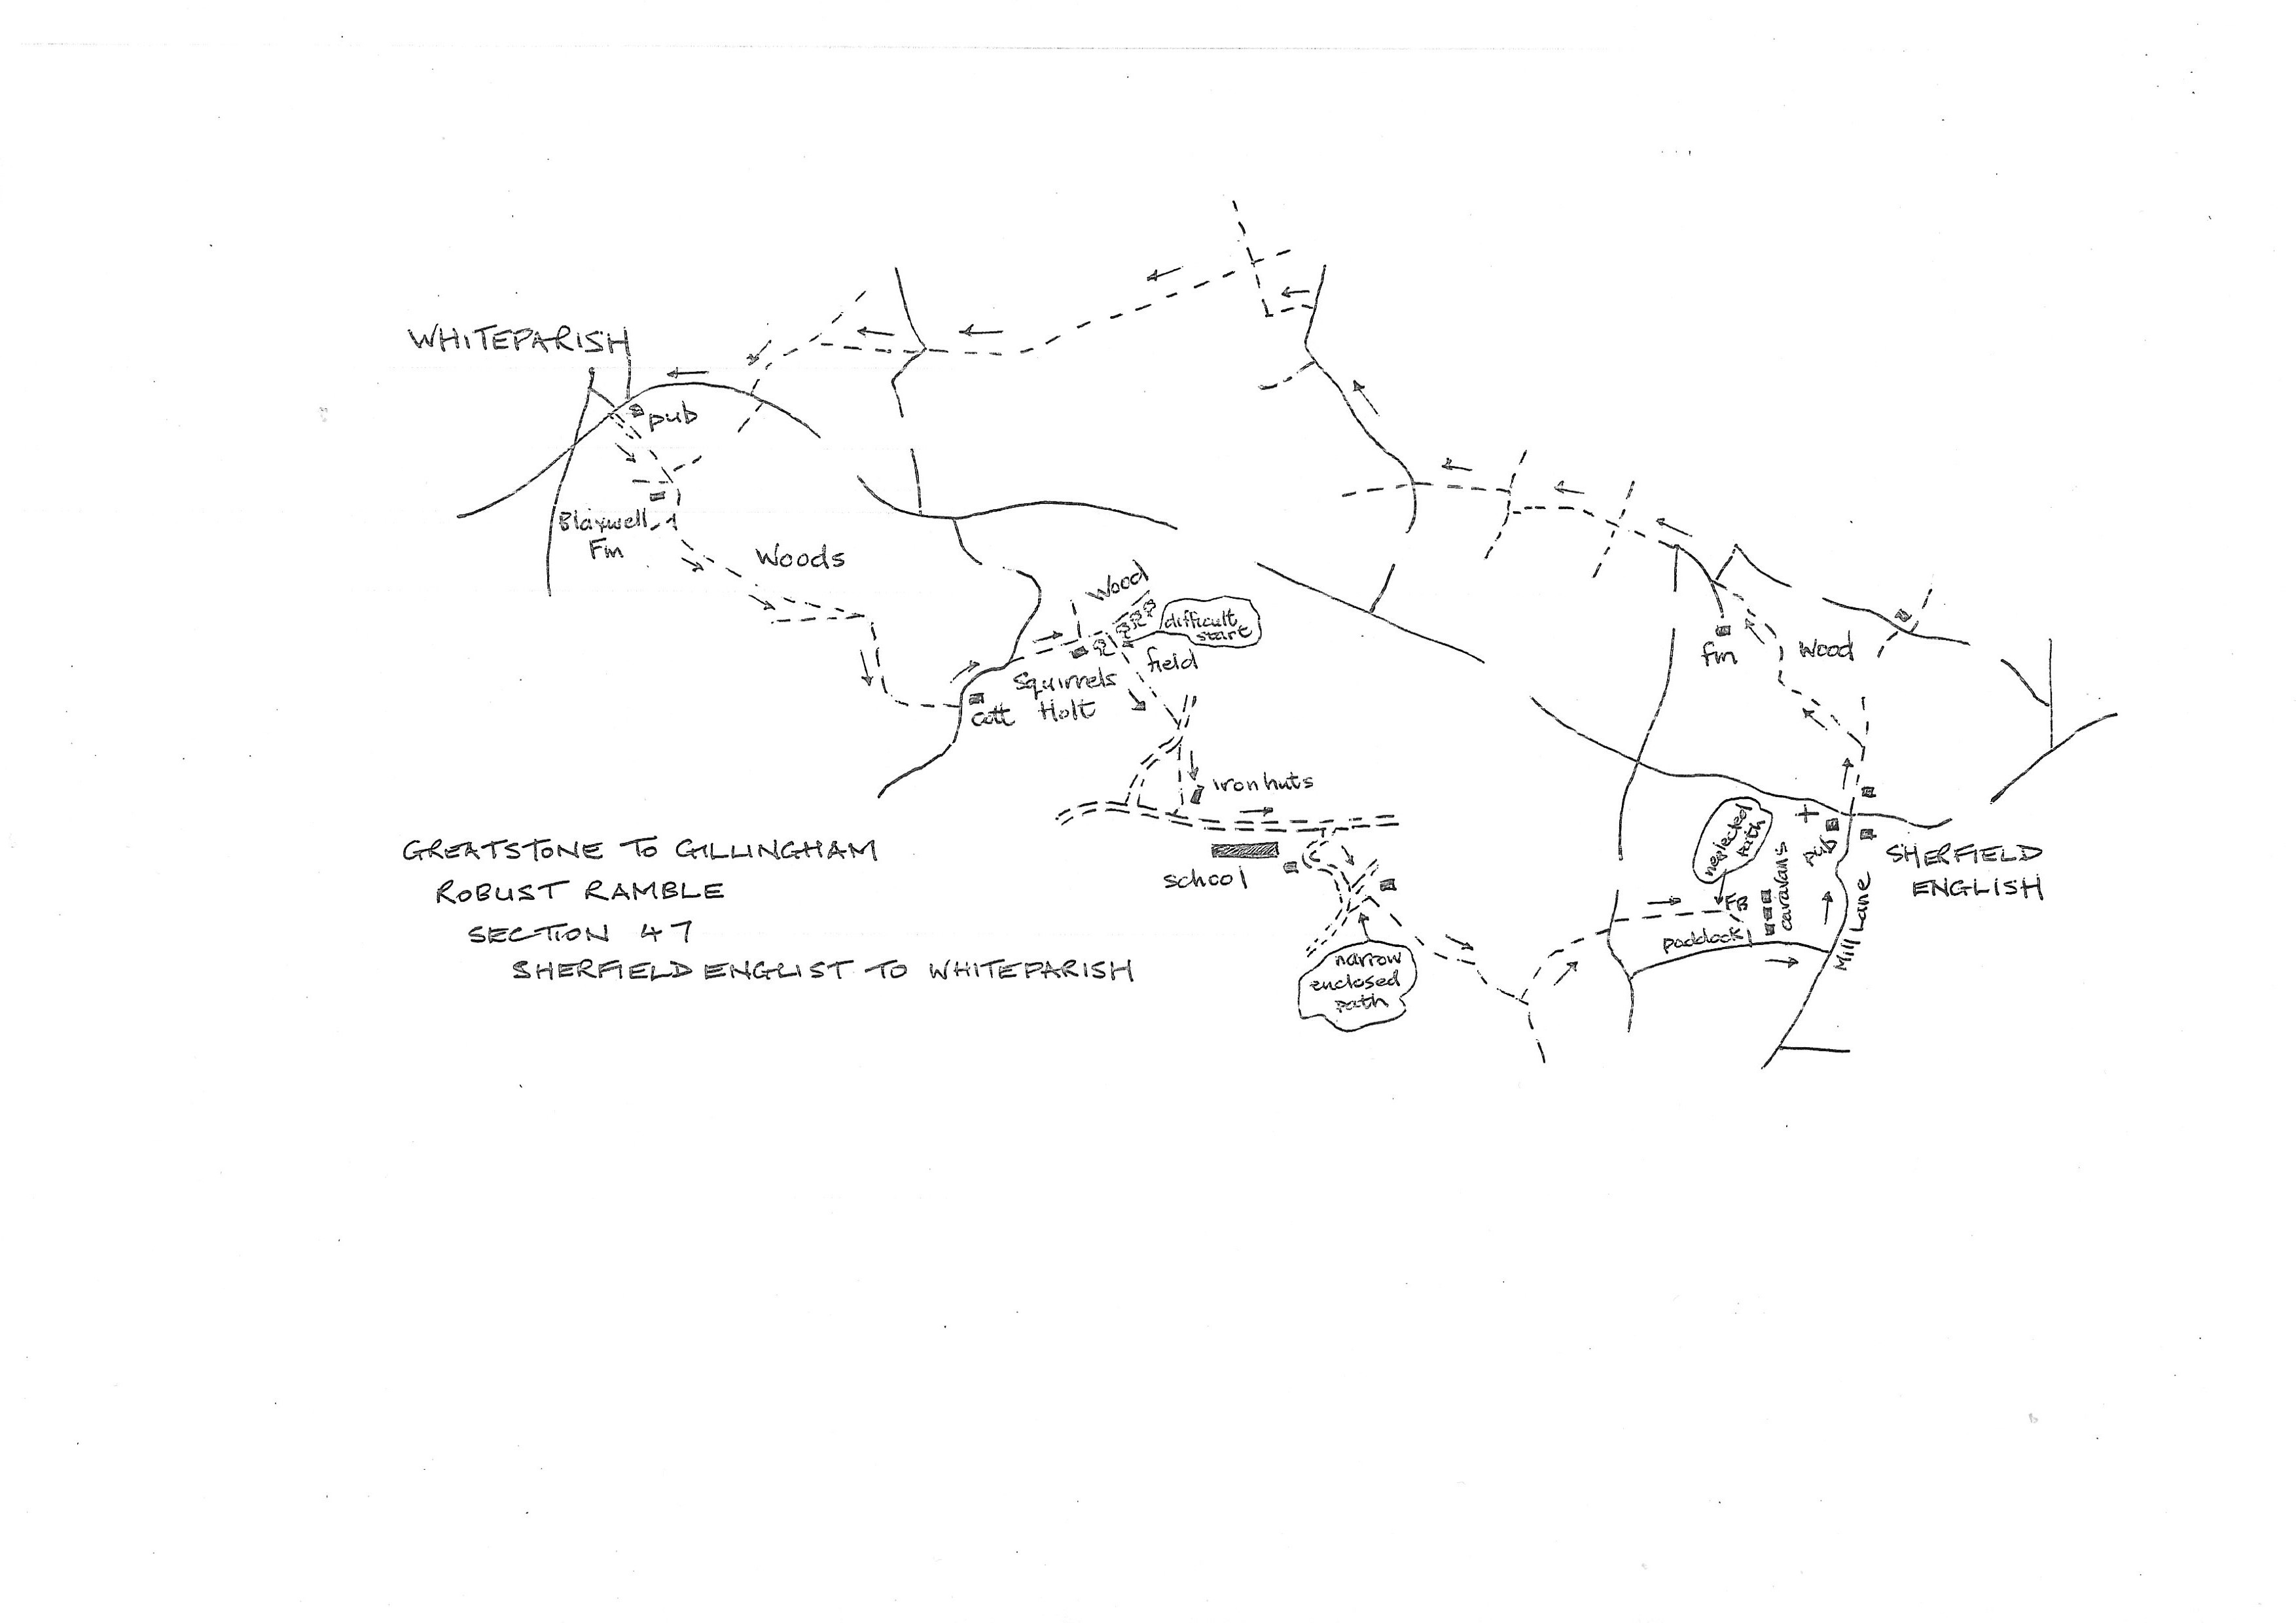 WHITEPARISH
pub
Blaxwell
Fm
Woods
Wood
difficult
start
field
Squirrels
Holt
Cott
iron huts
school
narrow
enclosed
path
fm
Wood
neglected
path
FB
caravans
paddock
pub
Mill Lane
SHERFIELD
ENGLISH
GREATSTONE TO GILLINGHAM
ROBUST RAMBLE
SECTION 47
SHERFIELD ENGLIST TO WHITEPARISH